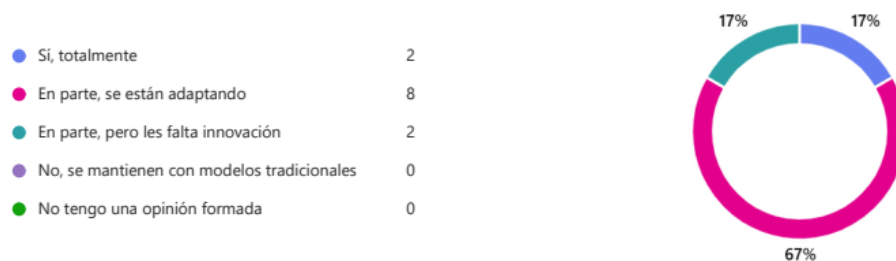 Sí, totalmente 2
En parte, se están adaptando 8
En parte, pero les falta innovación 2
No, se mantienen con modelos tradicionales 0
No tengo una opinión formada 0
17% 17%
67%